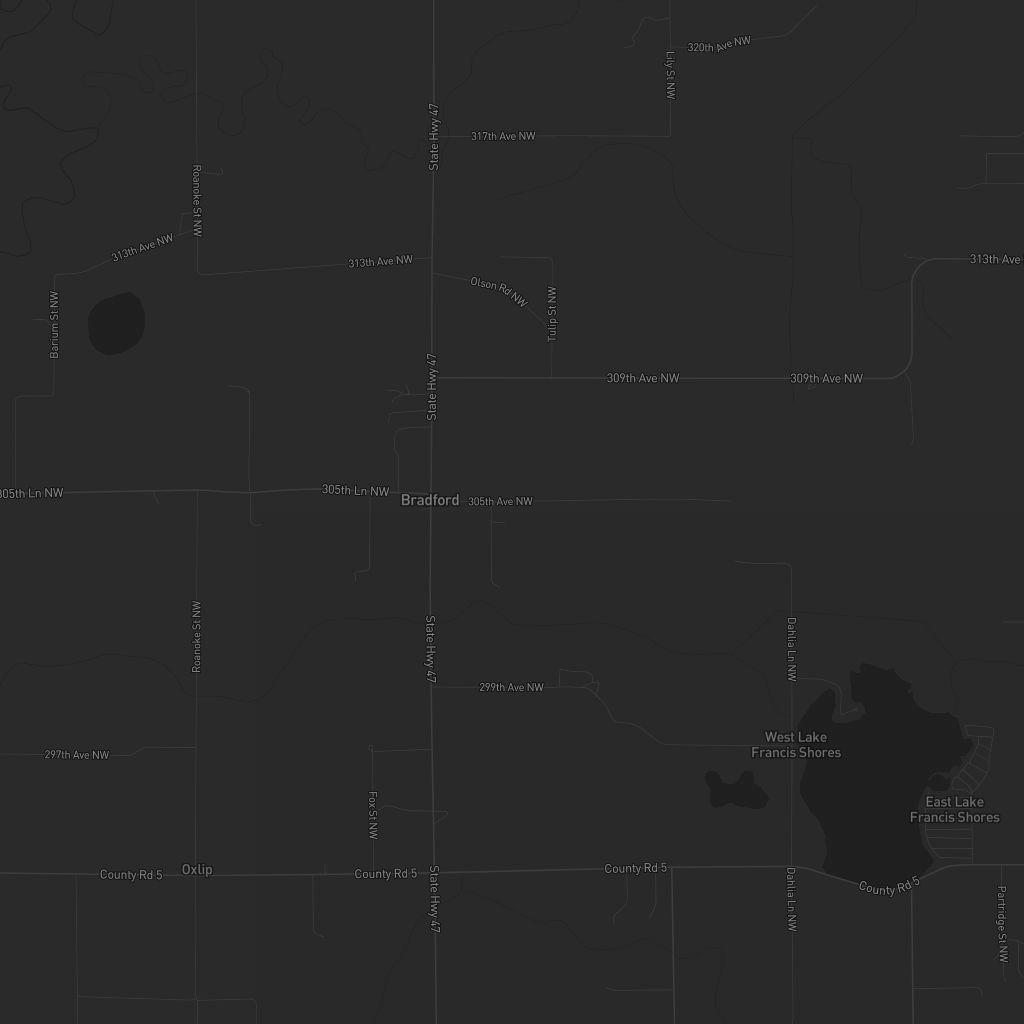 320th Ave NW
Lily St NW
State Hwy 47
317th Ave NW
Roanoke St NW
313th Ave NW
313th Ave NW
313th Ave
Olson Rd NW
Tulip St NW
Barium St NW
State Hwy 47
309th Ave NW
309th Ave NW
305th Ln NW
305th Ln NW
Bradford
305th Ave NW
Roanoke St NW
State Hwy 47
Dahlia Ln NW
299th Ave NW
West Lake
Francis Shores
297th Ave NW
Fox St NW
East Lake
Francis Shores
Oxlip
County Rd 5
County Rd 5
County Rd 5
County Rd 5
State Hwy 47
Dahlia Ln NW
Partridge St NW